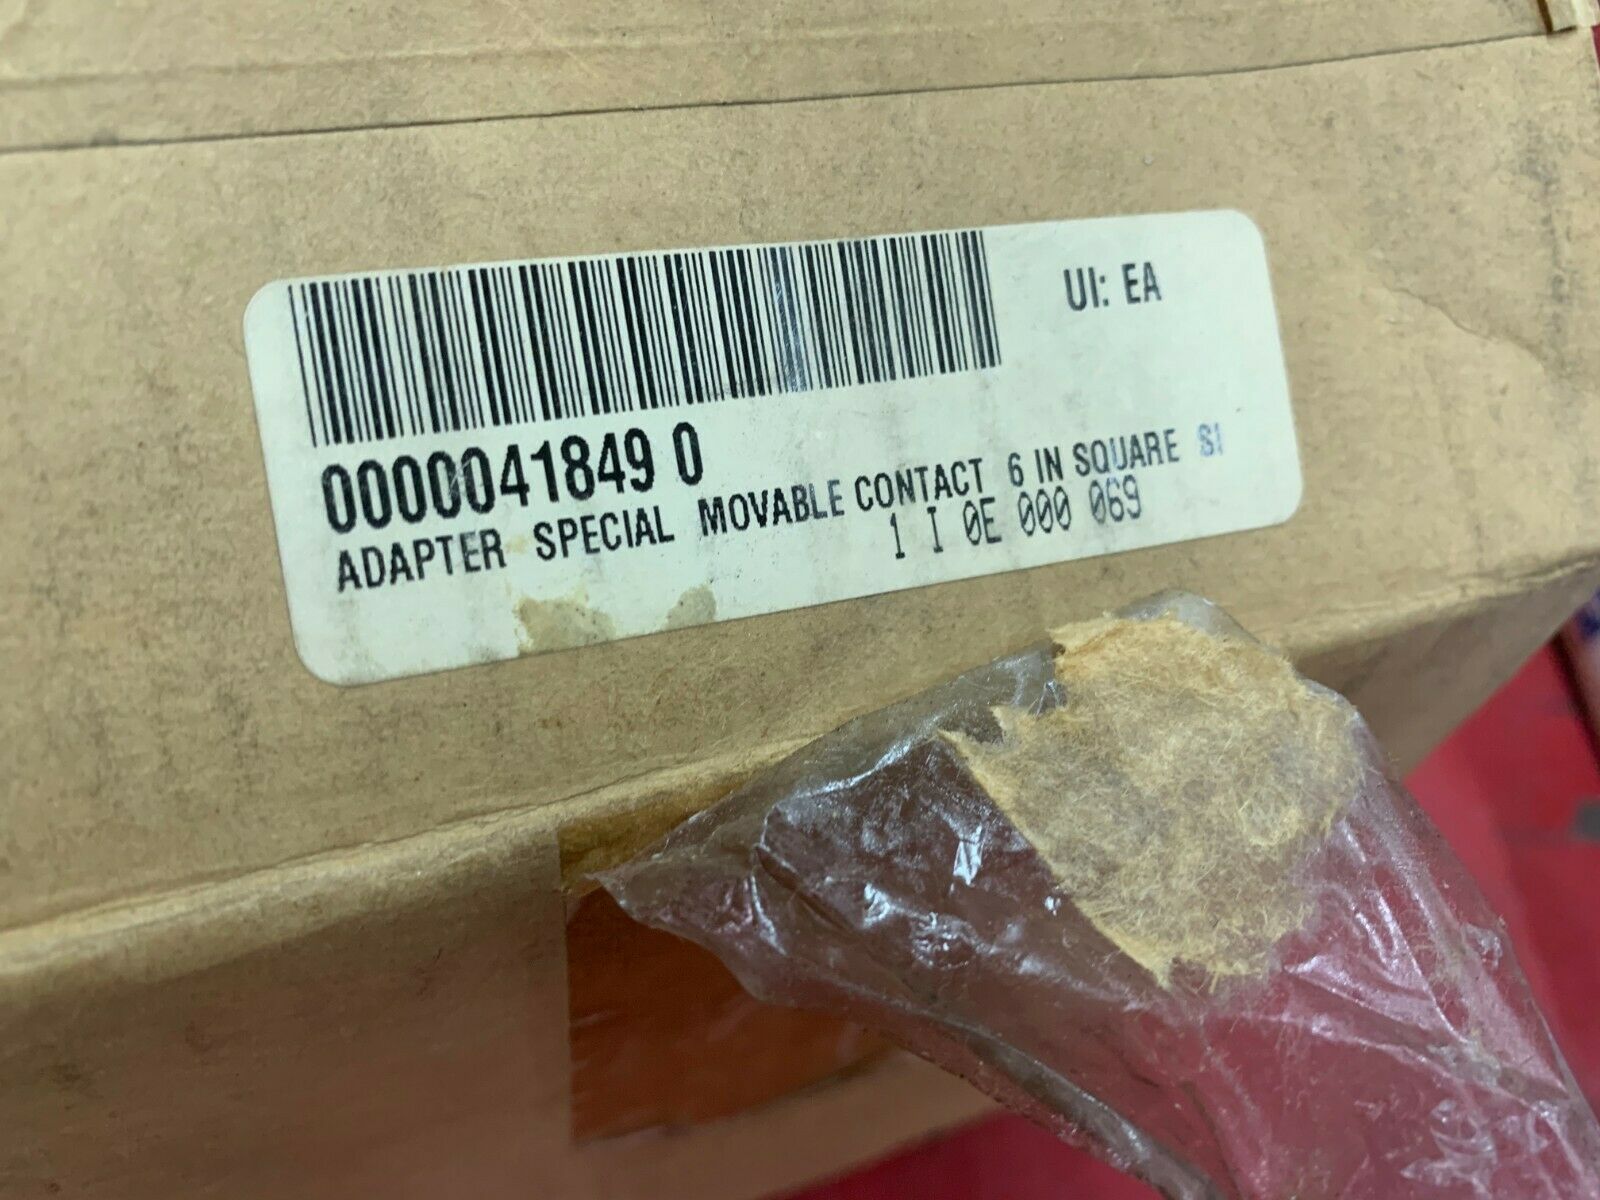 UI: EA
0000041849 0
ADAPTER SPECIAL MOVABLE CONTACT 6 IN SQUARE SI
1 I 0E 000 069